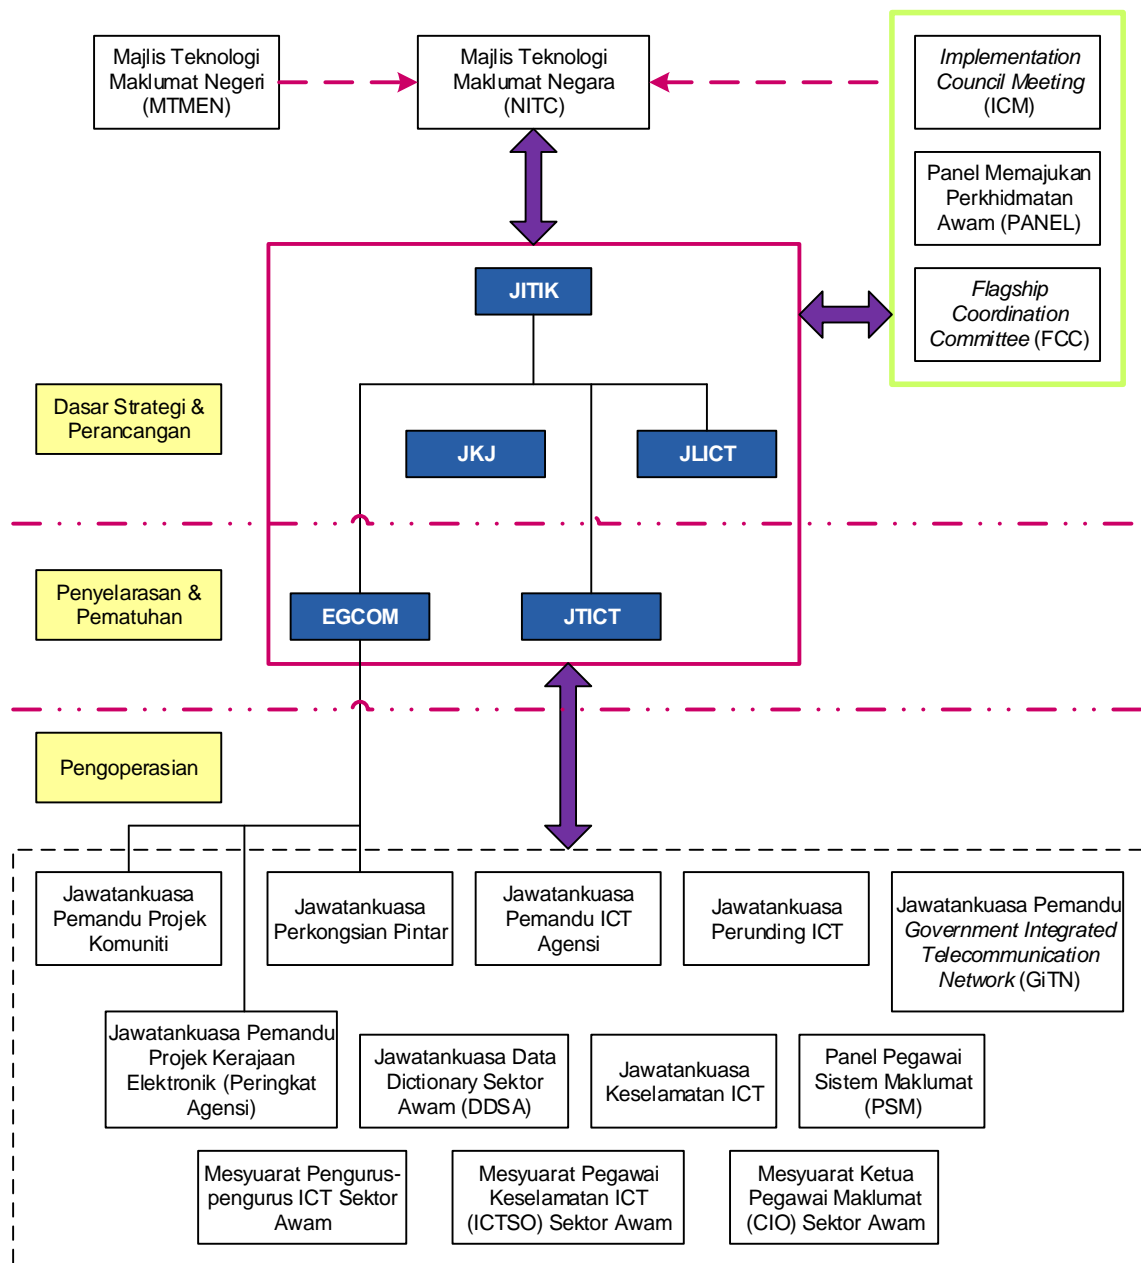 Majlis Teknologi
Maklumat Negeri
(MTMEN)
Majlis Teknologi
Maklumat Negara
(NITC)
Implementation
Council Meeting
(ICM)
Panel Memajukan
Perkhidmatan
Awam (PANEL)
Flagship
Coordination
Committee (FCC)
JITIK
Dasar Strategi &
Perancangan
JKJ
JLICT
Penyelarasan &
Pematuhan
EGCOM
JTICT
Pengoperasian
Jawatankuasa
Pemandu Projek
Komuniti
Jawatankuasa
Perkongsian Pintar
Jawatankuasa
Pemandu ICT
Agensi
Jawatankuasa
Perunding ICT
Jawatankuasa Pemandu
Government Integrated
Telecommunication
Network (GiTN)
Jawatankuasa Pemandu
Projek Kerajaan
Elektronik (Peringkat
Agensi)
Jawatankuasa Data
Dictionary Sektor
Awam (DDSA)
Jawatankuasa
Keselamatan ICT
Panel Pegawai
Sistem Maklumat
(PSM)
Mesyuarat Pengurus-
pengurus ICT Sektor
Awam
Mesyuarat Pegawai
Keselamatan ICT
(ICTSO) Sektor Awam
Mesyuarat Ketua
Pegawai Maklumat
(CIO) Sektor Awam